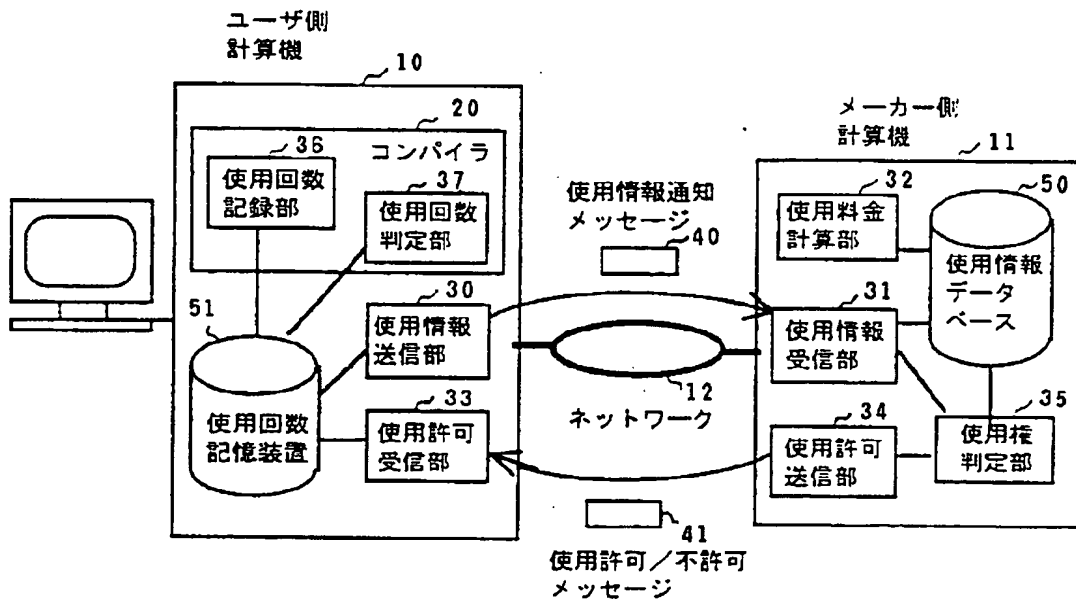 ユーザ側
計算機
10
20
コンパイラ
36
使用回数
記録部
37
使用回数
判定部
51
使用回数
記憶装置
30
使用情報
送信部
33
使用許可
受信部
使用情報通知
メッセージ
40
12
ネットワーク
41
使用許可/不許可
メッセージ
メーカー側
計算機
11
32
使用料金
計算部
50
使用情報
データ
ベース
31
使用情報
受信部
34
使用許可
送信部
35
使用権
判定部